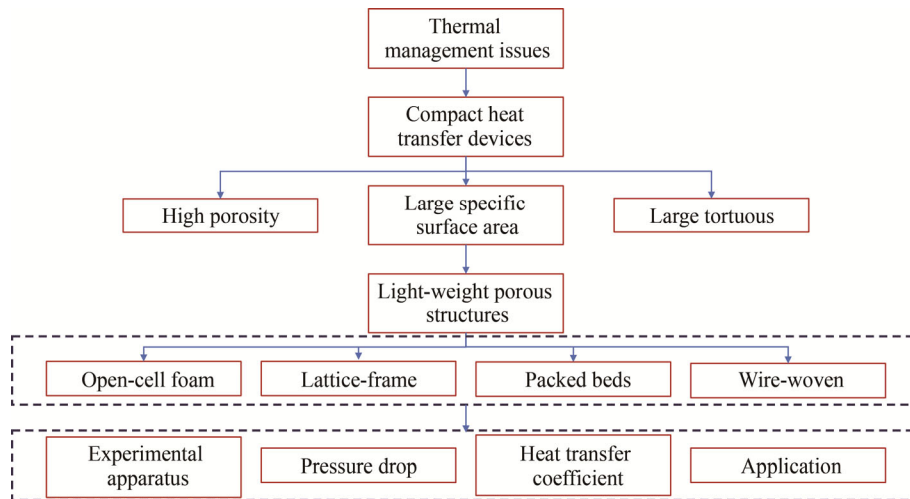 Thermal
management issues
Compact heat
transfer devices
High porosity
Large specific
surface area
Large tortuous
Light-weight porous
structures
Open-cell foam
Lattice-frame
Packed beds
Wire-woven
Experimental
apparatus
Pressure drop
Heat transfer
coefficient
Application